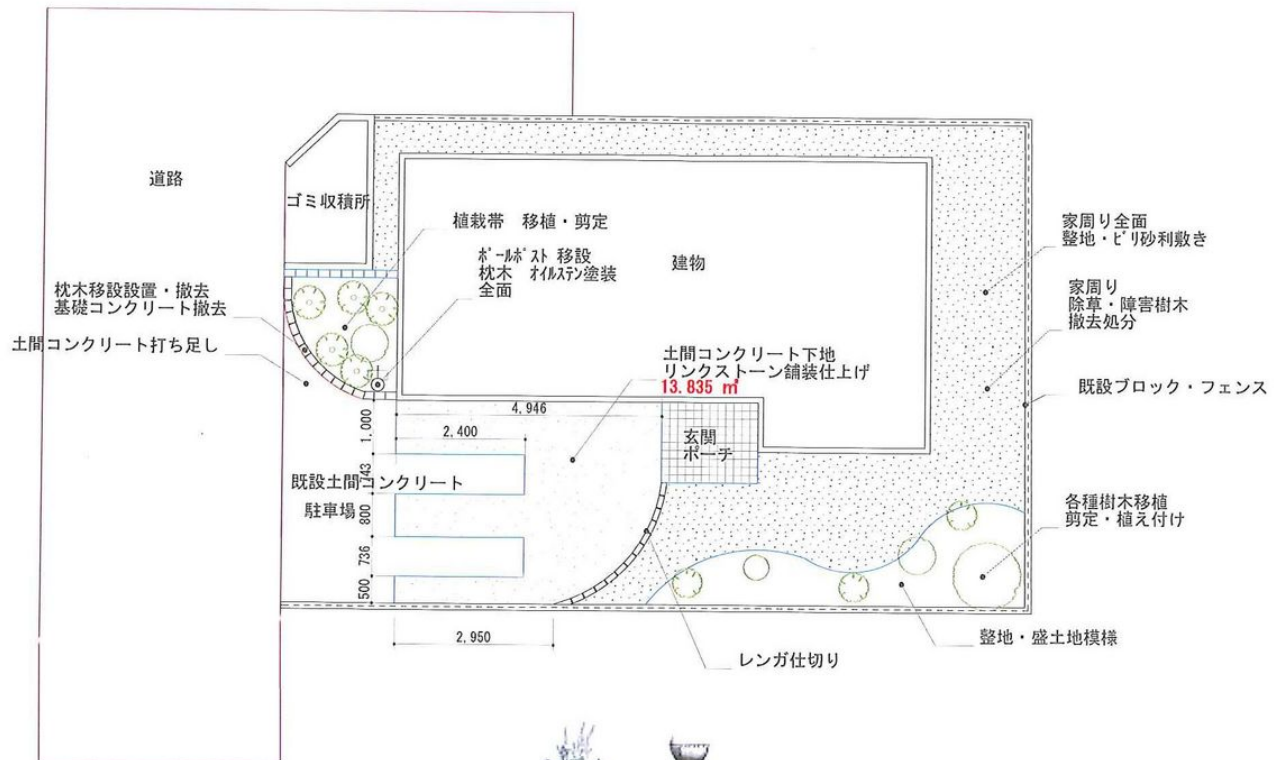 道路
ゴミ収積所
植栽帯 移植・剪定
ポールポスト 移設
枕木 オイルステン塗装
全面
建物
家周り全面
整地・ビリ砂利敷き
家周り
除草・障害樹木
撤去処分
枕木移設設置・撤去
基礎コンクリート撤去
土間コンクリート打ち足し
土間コンクリート下地
リンクストーン舗装仕上げ
13.835 ㎡
既設ブロック・フェンス
4,946
1,000
2,400
玄関
ポーチ
743
既設土間コンクリート
駐車場
800
736
500
各種樹木移植
剪定・植え付け
2,950
整地・盛土地模様
レンガ仕切り